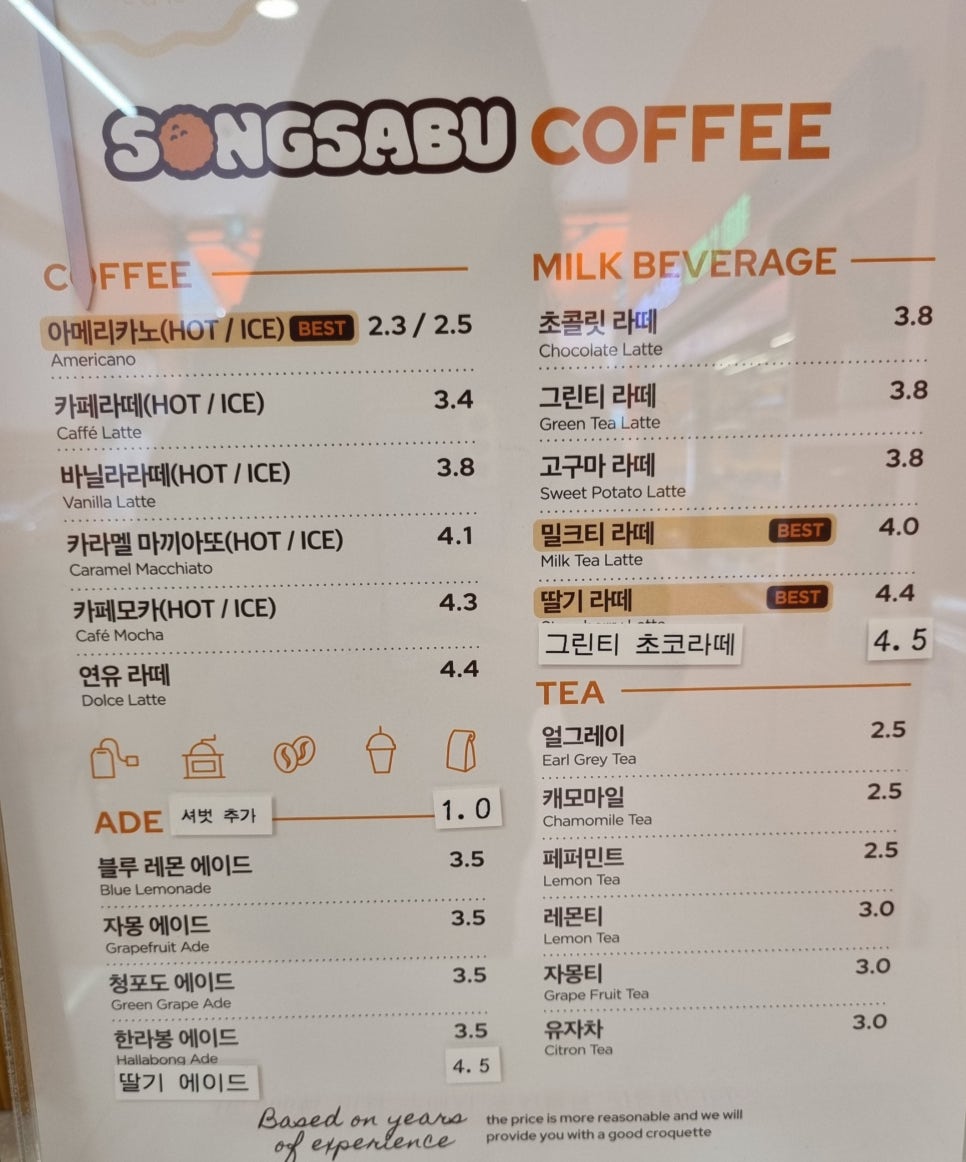 SONGSABU COFFEE
COFFEE
아메리카노(HOT / ICE) BEST 2.3 / 2.5
Americano
카페라떼(HOT / ICE) 3.4
Caffé Latte
바닐라라떼(HOT / ICE) 3.8
Vanilla Latte
카라멜 마끼아또(HOT / ICE) 4.1
Caramel Macchiato
카페모카(HOT / ICE) 4.3
Café Mocha
연유 라떼 4.4
Dolce Latte
ADE 셔벗 추가 1.0
블루 레몬 에이드 3.5
Blue Lemonade
자몽 에이드 3.5
Grapefruit Ade
청포도 에이드 3.5
Green Grape Ade
한라봉 에이드 3.5
Hallabong Ade
딸기 에이드 4.5
MILK BEVERAGE
초콜릿 라떼 3.8
Chocolate Latte
그린티 라떼 3.8
Green Tea Latte
고구마 라떼 3.8
Sweet Potato Latte
밀크티 라떼 BEST 4.0
Milk Tea Latte
딸기 라떼 BEST 4.4
그린티 초코라떼 4.5
TEA
얼그레이 2.5
Earl Grey Tea
캐모마일 2.5
Chamomile Tea
페퍼민트 2.5
Lemon Tea
레몬티 3.0
Lemon Tea
자몽티 3.0
Grape Fruit Tea
유자차 3.0
Citron Tea
Based on years
of experience
the price is more reasonable and we will
provide you with a good croquette